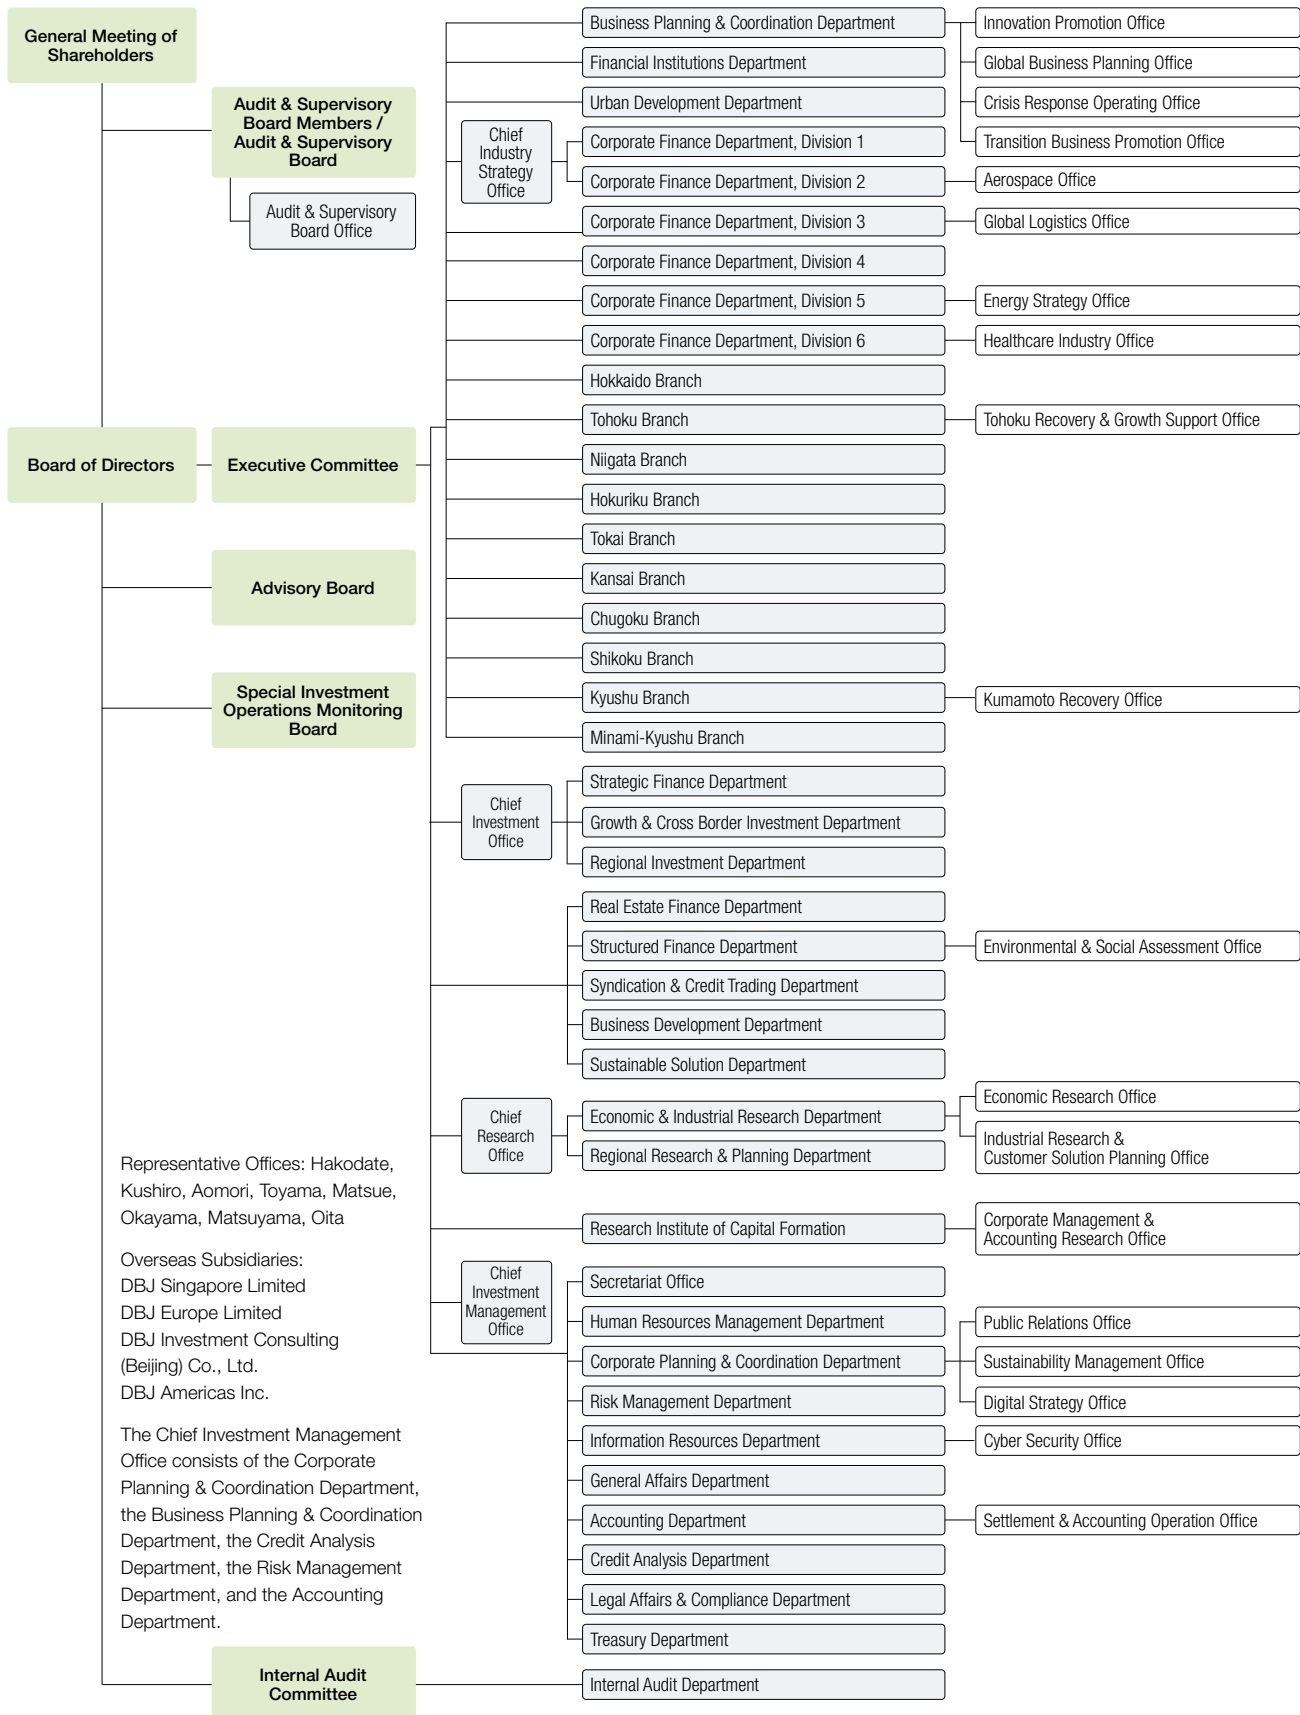 General Meeting of
Shareholders
Audit & Supervisory
Board Members /
Audit & Supervisory
Board
Audit & Supervisory
Board Office
Board of Directors
Executive Committee
Advisory Board
Special Investment
Operations Monitoring
Board
Business Planning & Coordination Department
Innovation Promotion Office
Financial Institutions Department
Global Business Planning Office
Urban Development Department
Crisis Response Operating Office
Chief
Industry
Strategy
Office
Corporate Finance Department, Division 1
Transition Business Promotion Office
Corporate Finance Department, Division 2
Aerospace Office
Corporate Finance Department, Division 3
Global Logistics Office
Corporate Finance Department, Division 4
Corporate Finance Department, Division 5
Energy Strategy Office
Corporate Finance Department, Division 6
Healthcare Industry Office
Hokkaido Branch
Tohoku Branch
Tohoku Recovery & Growth Support Office
Niigata Branch
Hokuriku Branch
Tokai Branch
Kansai Branch
Chugoku Branch
Shikoku Branch
Kyushu Branch
Kumamoto Recovery Office
Minami-Kyushu Branch
Chief
Investment
Office
Strategic Finance Department
Growth & Cross Border Investment Department
Regional Investment Department
Real Estate Finance Department
Structured Finance Department
Environmental & Social Assessment Office
Syndication & Credit Trading Department
Business Development Department
Sustainable Solution Department
Chief
Research
Office
Economic & Industrial Research Department
Economic Research Office
Industrial Research &
Customer Solution Planning Office
Regional Research & Planning Department
Research Institute of Capital Formation
Corporate Management &
Accounting Research Office
Chief
Investment
Management
Office
Secretariat Office
Human Resources Management Department
Public Relations Office
Corporate Planning & Coordination Department
Sustainability Management Office
Risk Management Department
Digital Strategy Office
Information Resources Department
Cyber Security Office
General Affairs Department
Accounting Department
Settlement & Accounting Operation Office
Credit Analysis Department
Legal Affairs & Compliance Department
Treasury Department
Representative Offices: Hakodate,
Kushiro, Aomori, Toyama, Matsue,
Okayama, Matsuyama, Oita
Overseas Subsidiaries:
DBJ Singapore Limited
DBJ Europe Limited
DBJ Investment Consulting
(Beijing) Co., Ltd.
DBJ Americas Inc.
The Chief Investment Management
Office consists of the Corporate
Planning & Coordination Department,
the Business Planning & Coordination
Department, the Credit Analysis
Department, the Risk Management
Department, and the Accounting
Department.
Internal Audit
Committee
Internal Audit Department